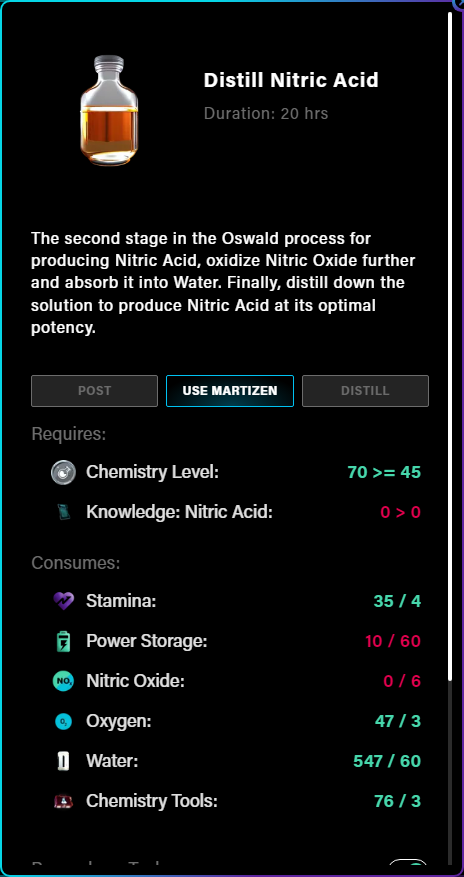 Distill Nitric Acid
Duration: 20 hrs
The second stage in the Oswald process for
producing Nitric Acid, oxidize Nitric Oxide further
and absorb it into Water. Finally, distill down the
solution to produce Nitric Acid at its optimal
potency.
POST USE MARTIZEN DISTILL
Requires:
Chemistry Level: 70 >= 45
Knowledge: Nitric Acid: 0 > 0
Consumes:
Stamina: 35 / 4
Power Storage: 10 / 60
Nitric Oxide: 0 / 6
Oxygen: 47 / 3
Water: 547 / 60
Chemistry Tools: 76 / 3